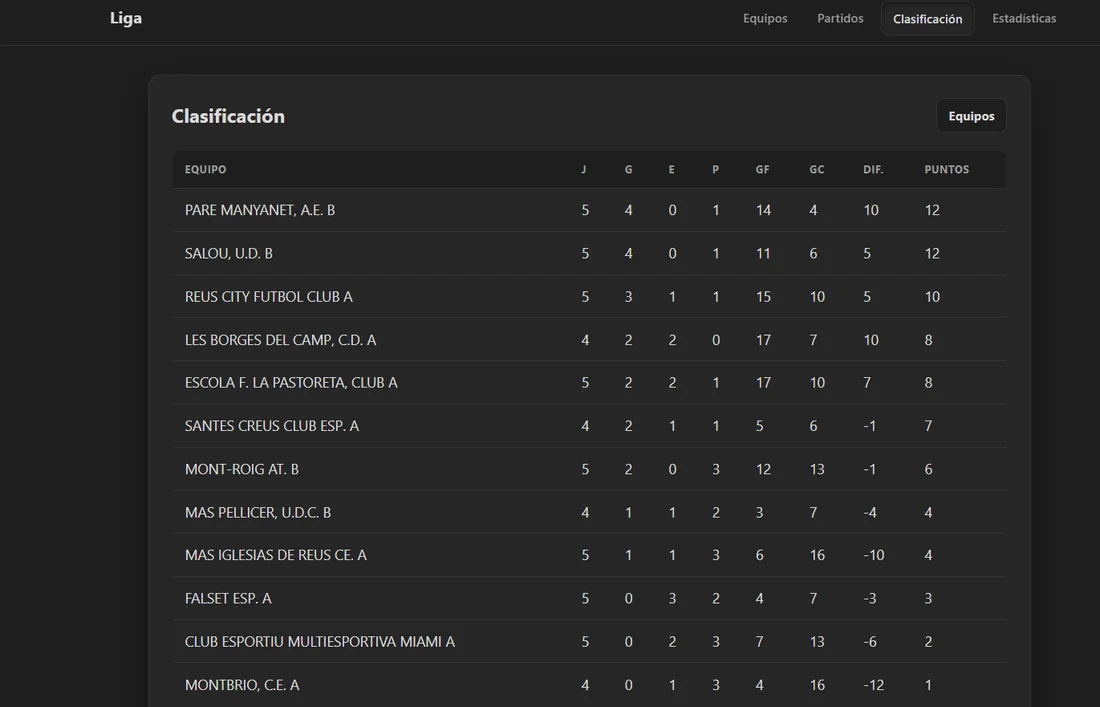 Liga Equipos Partidos Clasificación Estadísticas
Clasificación Equipos
EQUIPO J G E P GF GC DIF. PUNTOS
PARE MANYANET, A.E. B 5 4 0 1 14 4 10 12
SALOU, U.D. B 5 4 0 1 11 6 5 12
REUS CITY FUTBOL CLUB A 5 3 1 1 15 10 5 10
LES BORGES DEL CAMP, C.D. A 4 2 2 0 17 7 10 8
ESCOLA F. LA PASTORETA, CLUB A 5 2 2 1 17 10 7 8
SANTES CREUS CLUB ESP. A 4 2 1 1 5 6 -1 7
MONT-ROIG AT. B 5 2 0 3 12 13 -1 6
MAS PELLICER, U.D.C. B 4 1 1 2 3 7 -4 4
MAS IGLESIAS DE REUS CE. A 5 1 1 3 6 16 -10 4
FALSET ESP. A 5 0 3 2 4 7 -3 3
CLUB ESPORTIU MULTIESPORTIVA MIAMI A 5 0 2 3 7 13 -6 2
MONTBRIO, C.E. A 4 0 1 3 4 16 -12 1